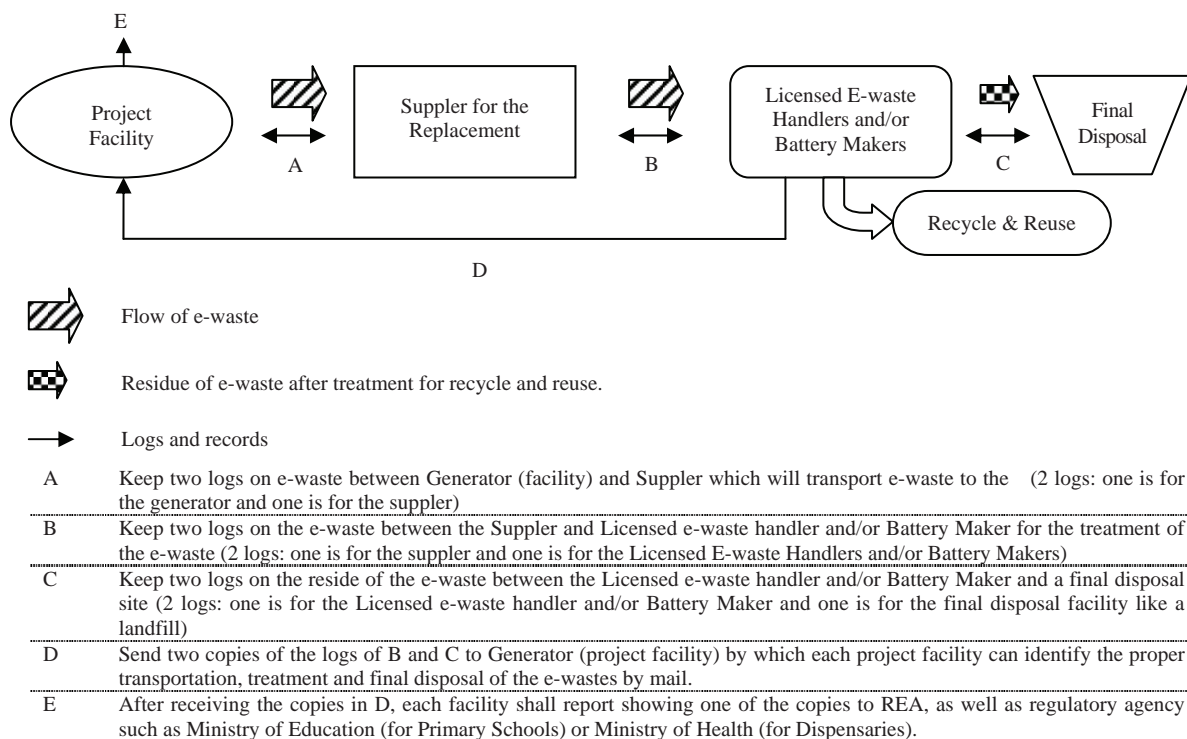 E
Project
Facility
A
Suppler for the
Replacement
B
Licensed E-waste
Handlers and/or
Battery Makers
C
Final
Disposal
Recycle & Reuse
D
Flow of e-waste
Residue of e-waste after treatment for recycle and reuse.
Logs and records
A Keep two logs on e-waste between Generator (facility) and Suppler which will transport e-waste to the (2 logs: one is for
the generator and one is for the suppler)
B Keep two logs on the e-waste between the Suppler and Licensed e-waste handler and/or Battery Maker for the treatment of
the e-waste (2 logs: one is for the suppler and one is for the Licensed E-waste Handlers and/or Battery Makers)
C Keep two logs on the reside of the e-waste between the Licensed e-waste handler and/or Battery Maker and a final disposal
site (2 logs: one is for the Licensed e-waste handler and/or Battery Maker and one is for the final disposal facility like a
landfill)
D Send two copies of the logs of B and C to Generator (project facility) by which each project facility can identify the proper
transportation, treatment and final disposal of the e-wastes by mail.
E After receiving the copies in D, each facility shall report showing one of the copies to REA, as well as regulatory agency
such as Ministry of Education (for Primary Schools) or Ministry of Health (for Dispensaries).